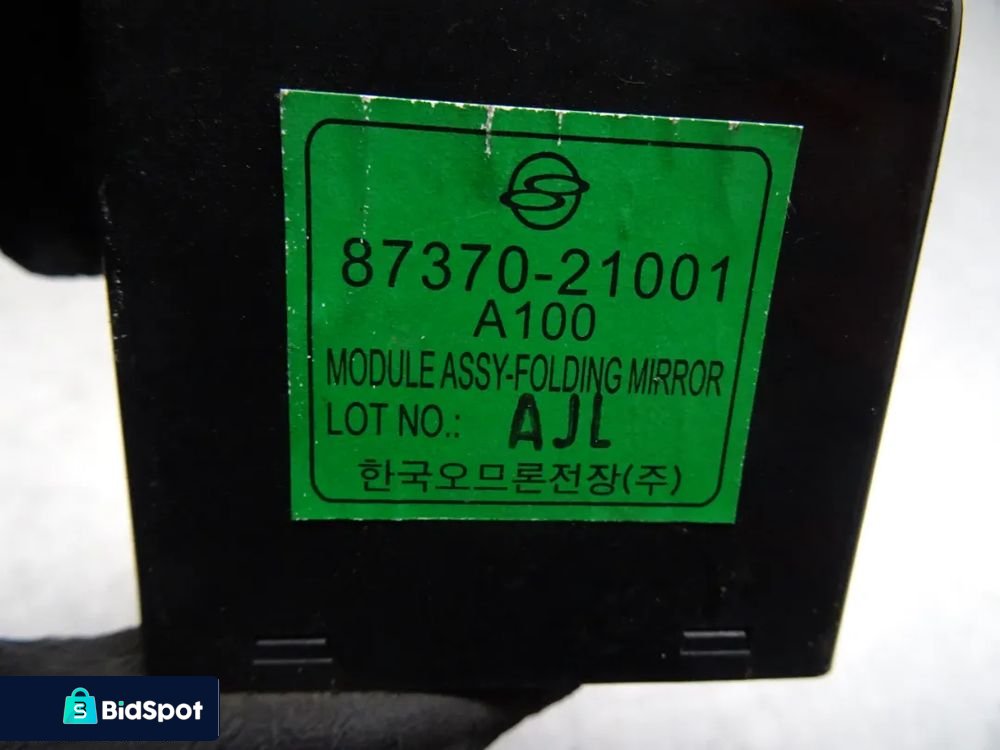 87370-21001
A100
MODULE ASSY-FOLDING MIRROR
LOT NO.: AJL
한국오므론전장(주)
BidSpot